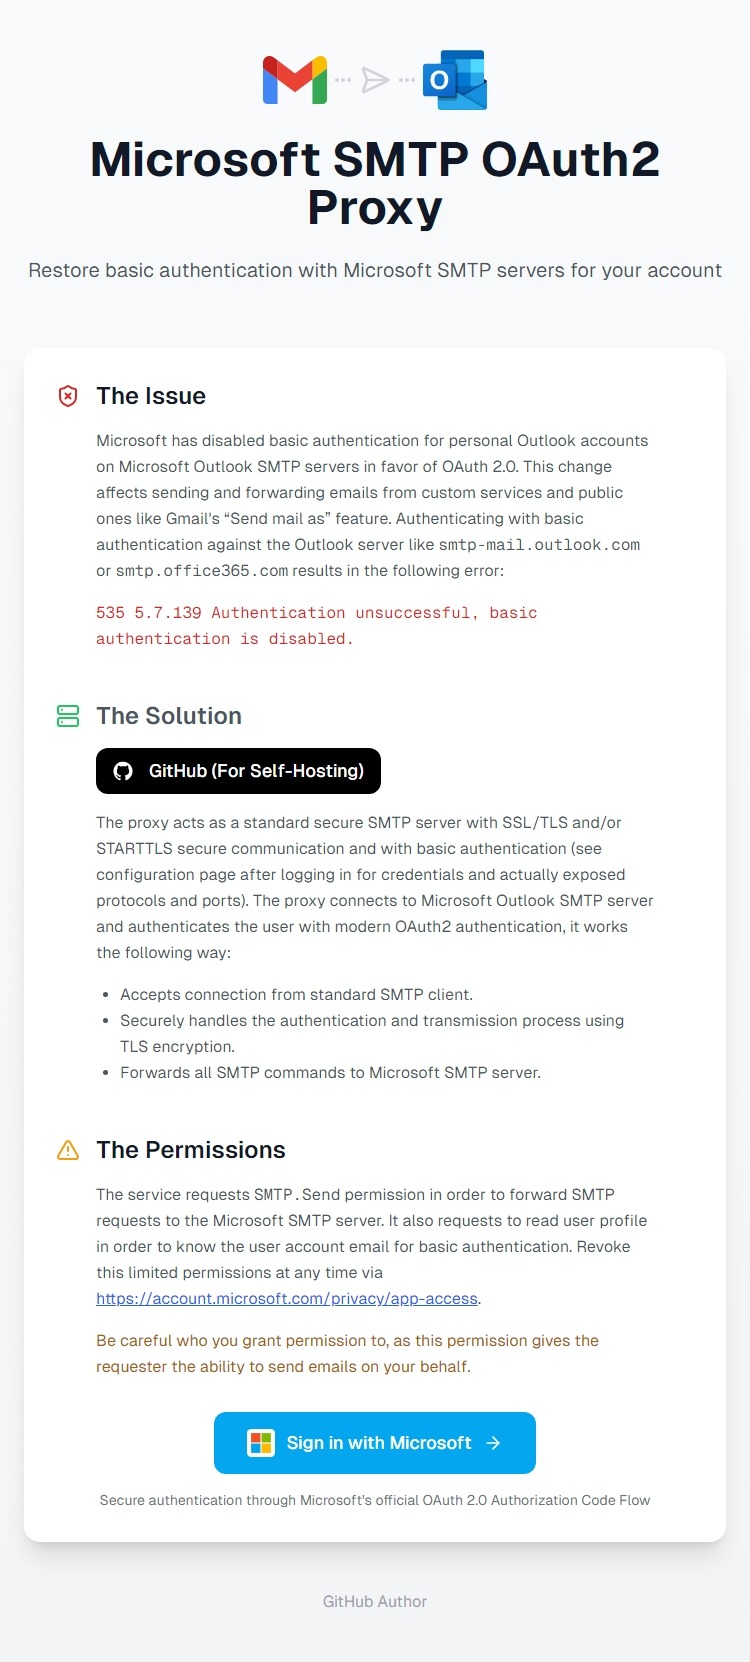 Microsoft SMTP OAuth2
Proxy
Restore basic authentication with Microsoft SMTP servers for your account
The Issue
Microsoft has disabled basic authentication for personal Outlook accounts
on Microsoft Outlook SMTP servers in favor of OAuth 2.0. This change
affects sending and forwarding emails from custom services and public
ones like Gmail's “Send mail as” feature. Authenticating with basic
authentication against the Outlook server like smtp-mail.outlook.com
or smtp.office365.com results in the following error:
535 5.7.139 Authentication unsuccessful, basic
authentication is disabled.
The Solution
GitHub (For Self-Hosting)
The proxy acts as a standard secure SMTP server with SSL/TLS and/or
STARTTLS secure communication and with basic authentication (see
configuration page after logging in for credentials and actually exposed
protocols and ports). The proxy connects to Microsoft Outlook SMTP server
and authenticates the user with modern OAuth2 authentication, it works
the following way:
• Accepts connection from standard SMTP client.
• Securely handles the authentication and transmission process using
TLS encryption.
• Forwards all SMTP commands to Microsoft SMTP server.
The Permissions
The service requests SMTP.Send permission in order to forward SMTP
requests to the Microsoft SMTP server. It also requests to read user profile
in order to know the user account email for basic authentication. Revoke
this limited permissions at any time via
https://account.microsoft.com/privacy/app-access.
Be careful who you grant permission to, as this permission gives the
requester the ability to send emails on your behalf.
Sign in with Microsoft
Secure authentication through Microsoft's official OAuth 2.0 Authorization Code Flow
GitHub Author